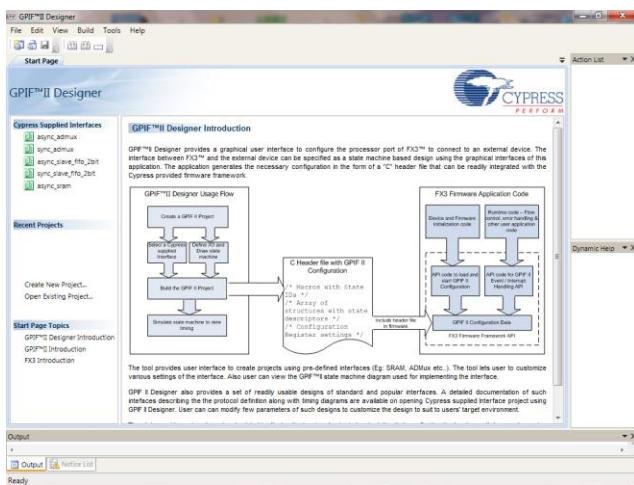 GPIF™II Designer
File Edit View Build Tools Help
Start Page
Action List
GPIF™II Designer
CYPRESS
PERFORM
Cypress Supplied Interfaces
async_admux
sync_admux
async_slave_fifo_2bit
sync_slave_fifo_2bit
async_sram
Recent Projects
Create New Project...
Open Existing Project...
Start Page Topics
GPIF™II Designer Introduction
GPIF™II Introduction
FX3 Introduction
GPIF™II Designer Introduction
GPIF™II Designer provides a graphical user interface to configure the processor port of FX3™ to connect to an external device. The
interface between FX3™ and the external device can be specified as a state machine based design using the graphical interfaces of this
application. The application generates the necessary configuration in the form of a "C" header file that can be readily integrated with the
Cypress provided firmware.
GPIF™II Designer Usage Flow
Create a GPIF II Project
Select a Cypress
supplied
Interface
Define I/O and
Draw state
machine
Build the GPIF II Project
Simulate state machine to view
timing
C Header file with GPIF II
Configuration
/* Macros with State
IDs */
/* Array of
structures with state
descriptors */
/* Configuration
Register settings */
Include header file
in firmware.
FX3 Firmware Application Code
Device and Firmware
Initialization code
Runtime code – Flow
control, error handling &
other user application
code
API code to load and
start GPIF II
Configuration
API code for GPIF II
Event / Interrupt
Handling API
GPIF II Configuration Data
FX3 Firmware Framework API
The tool provides user interface to create projects using pre-defined interfaces (Eg: SRAM, ADMux etc..). The tool lets user to customize
various settings of the interface. Also user can view the GPIF™II state machine diagram used for implementing the interface.
GPIF II Designer also provides a set of readily usable designs of standard and popular interfaces. A detailed documentation of such
interfaces describing the the protocol definition along with timing diagrams are available on opening Cypress supplied interface project using
GPIF II Designer. User can can modify few parameters of such designs to customize the design to suit to users' target environment.
Dynamic Help
Output
Output Notice List
Ready